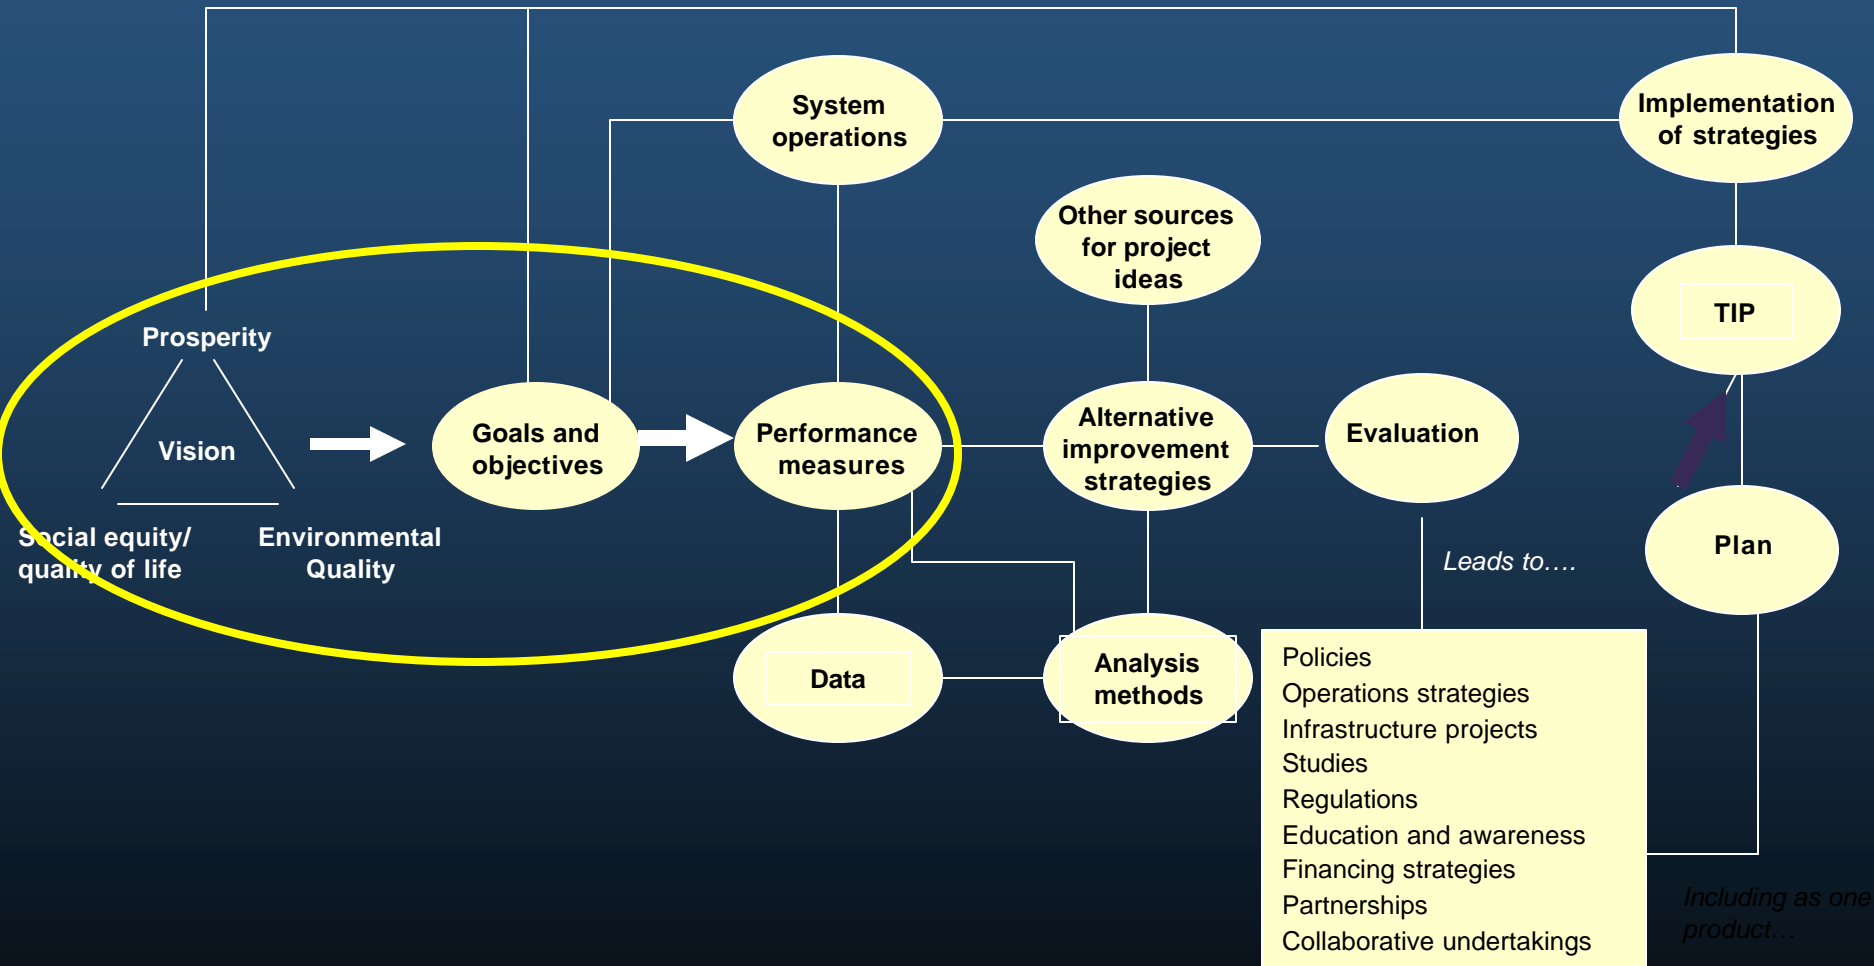 System
operations
Implementation
of strategies
Other sources
for project
ideas
TIP
Prosperity
Vision
Social equity/
quality of life
Environmental
Quality
Goals and
objectives
Performance
measures
Alternative
improvement
strategies
Evaluation
Leads to….
Plan
Data
Analysis
methods
Policies
Operations strategies
Infrastructure projects
Studies
Regulations
Education and awareness
Financing strategies
Partnerships
Collaborative undertakings
Including as one
product…